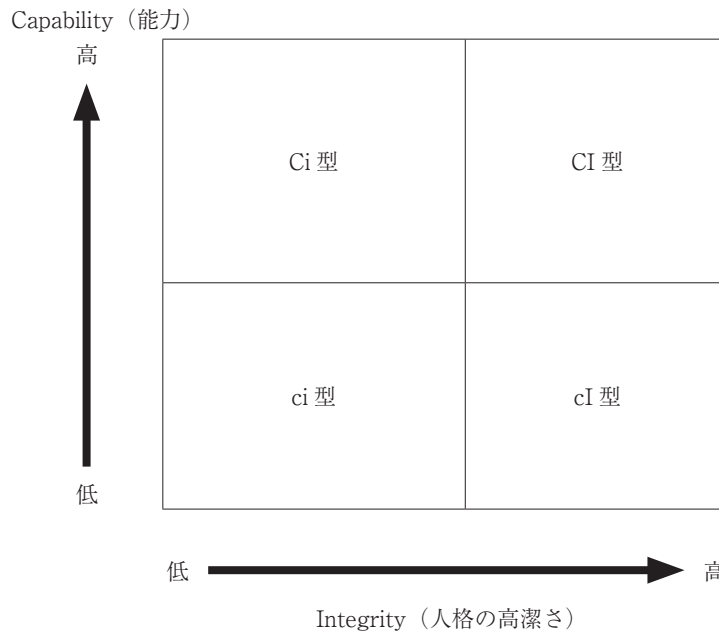 Capability（能力）
高
Ci 型
CI 型
ci 型
cI 型
低
低
高
Integrity（人格の高潔さ）